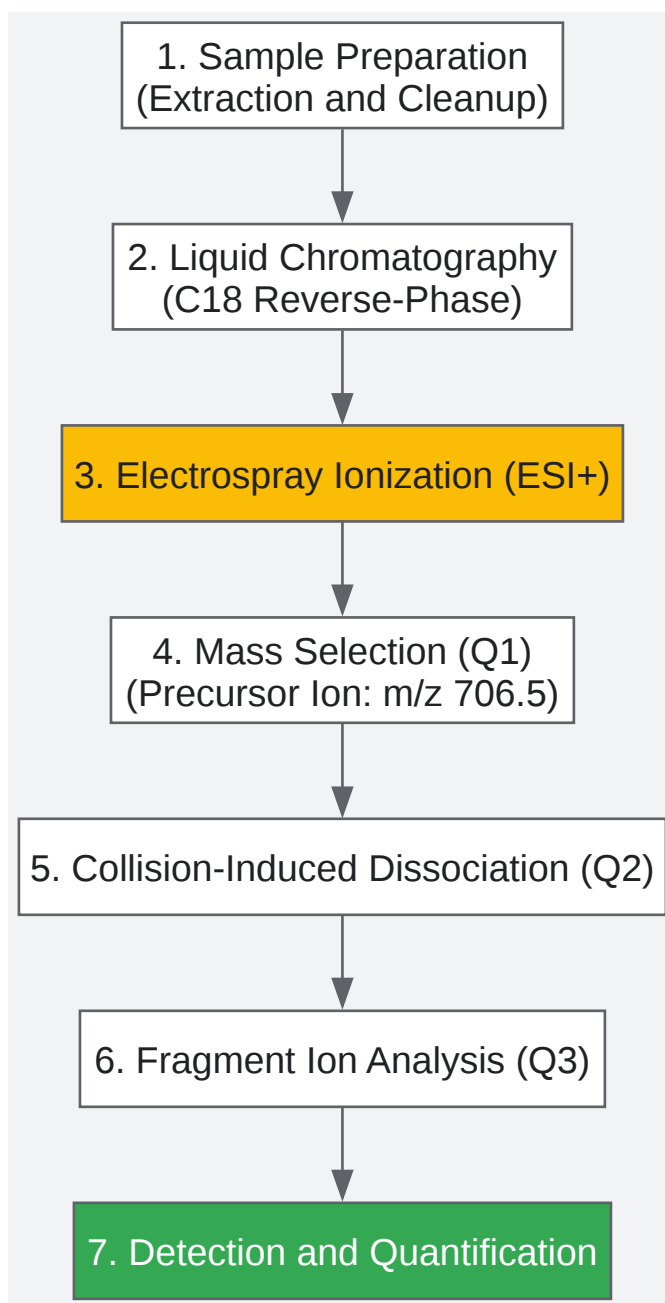 1. Sample Preparation
(Extraction and Cleanup)
2. Liquid Chromatography
(C18 Reverse-Phase)
3. Electrospray Ionization (ESI+)
4. Mass Selection (Q1)
(Precursor Ion: m/z 706.5)
5. Collision-Induced Dissociation (Q2)
6. Fragment Ion Analysis (Q3)
7. Detection and Quantification